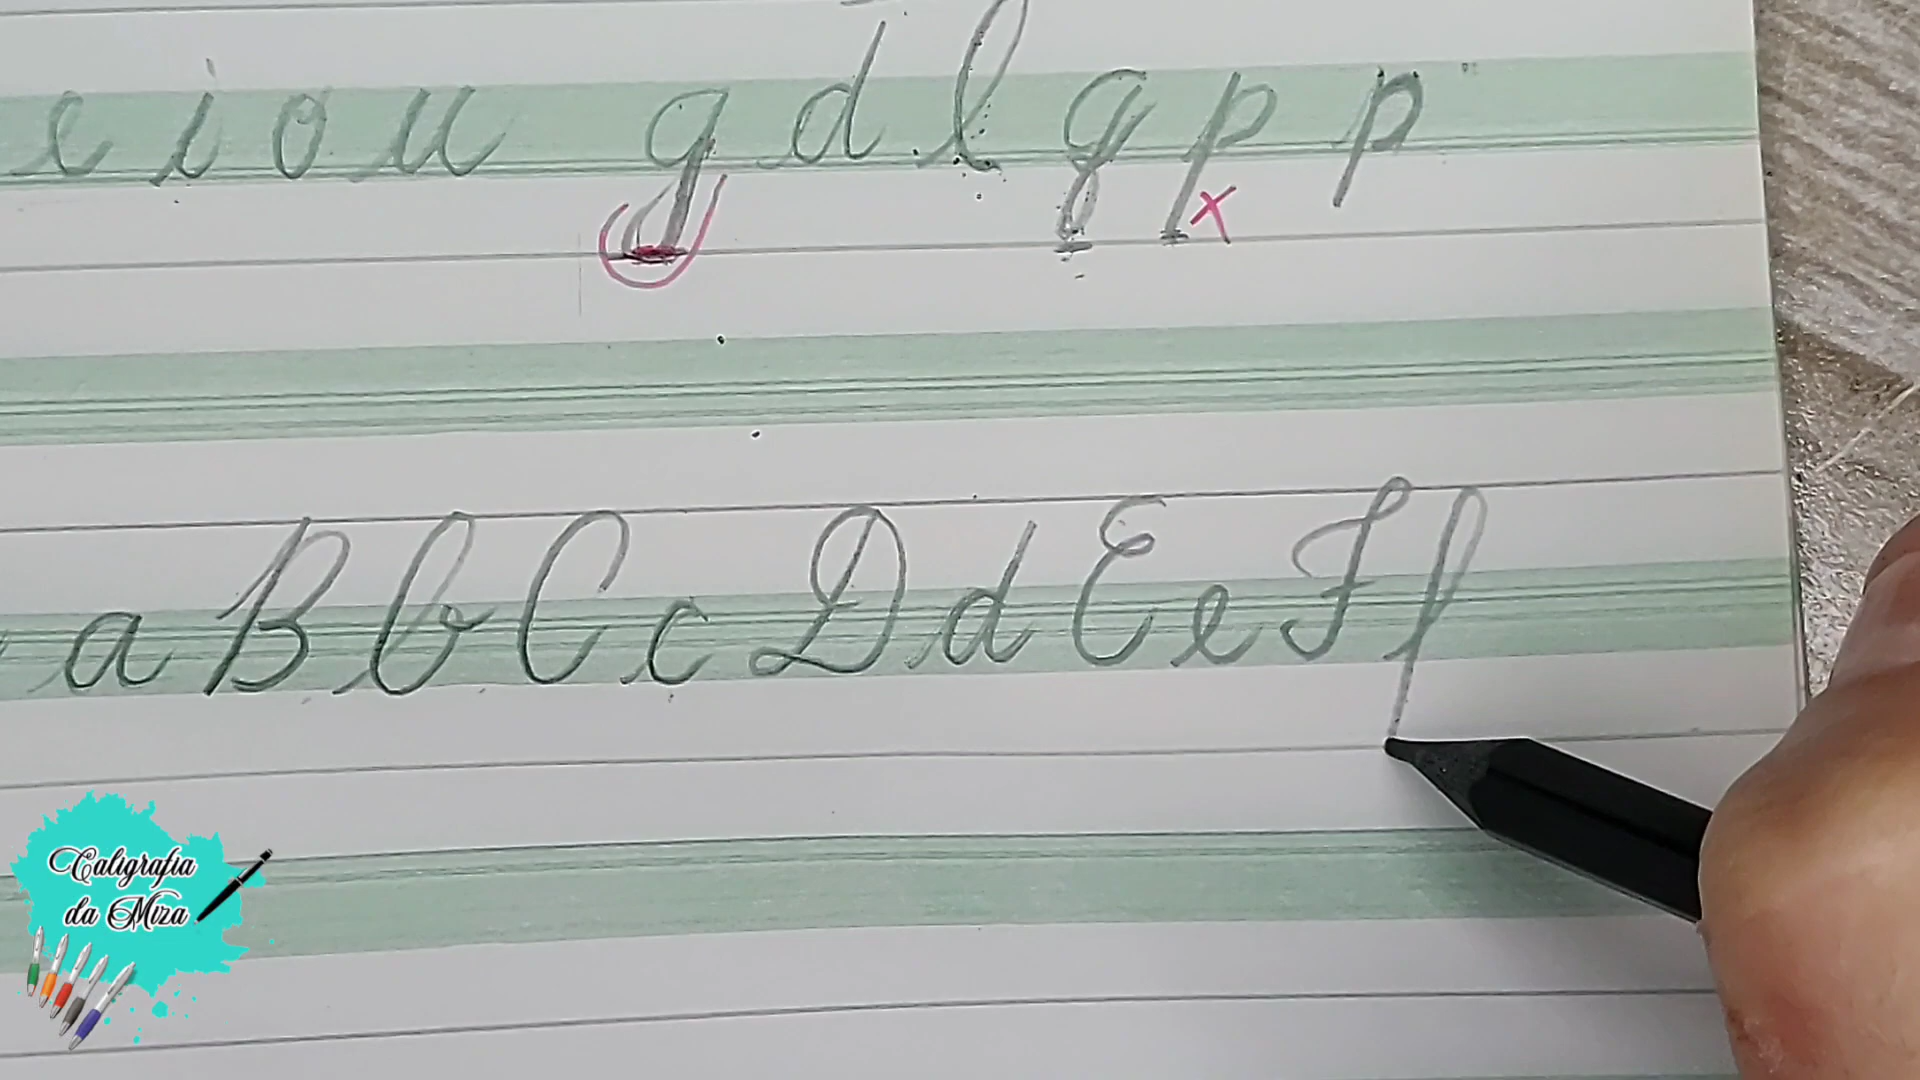 e i o u g d l g p x p
a B b C c D d E e F f
Caligrafia
da Miza